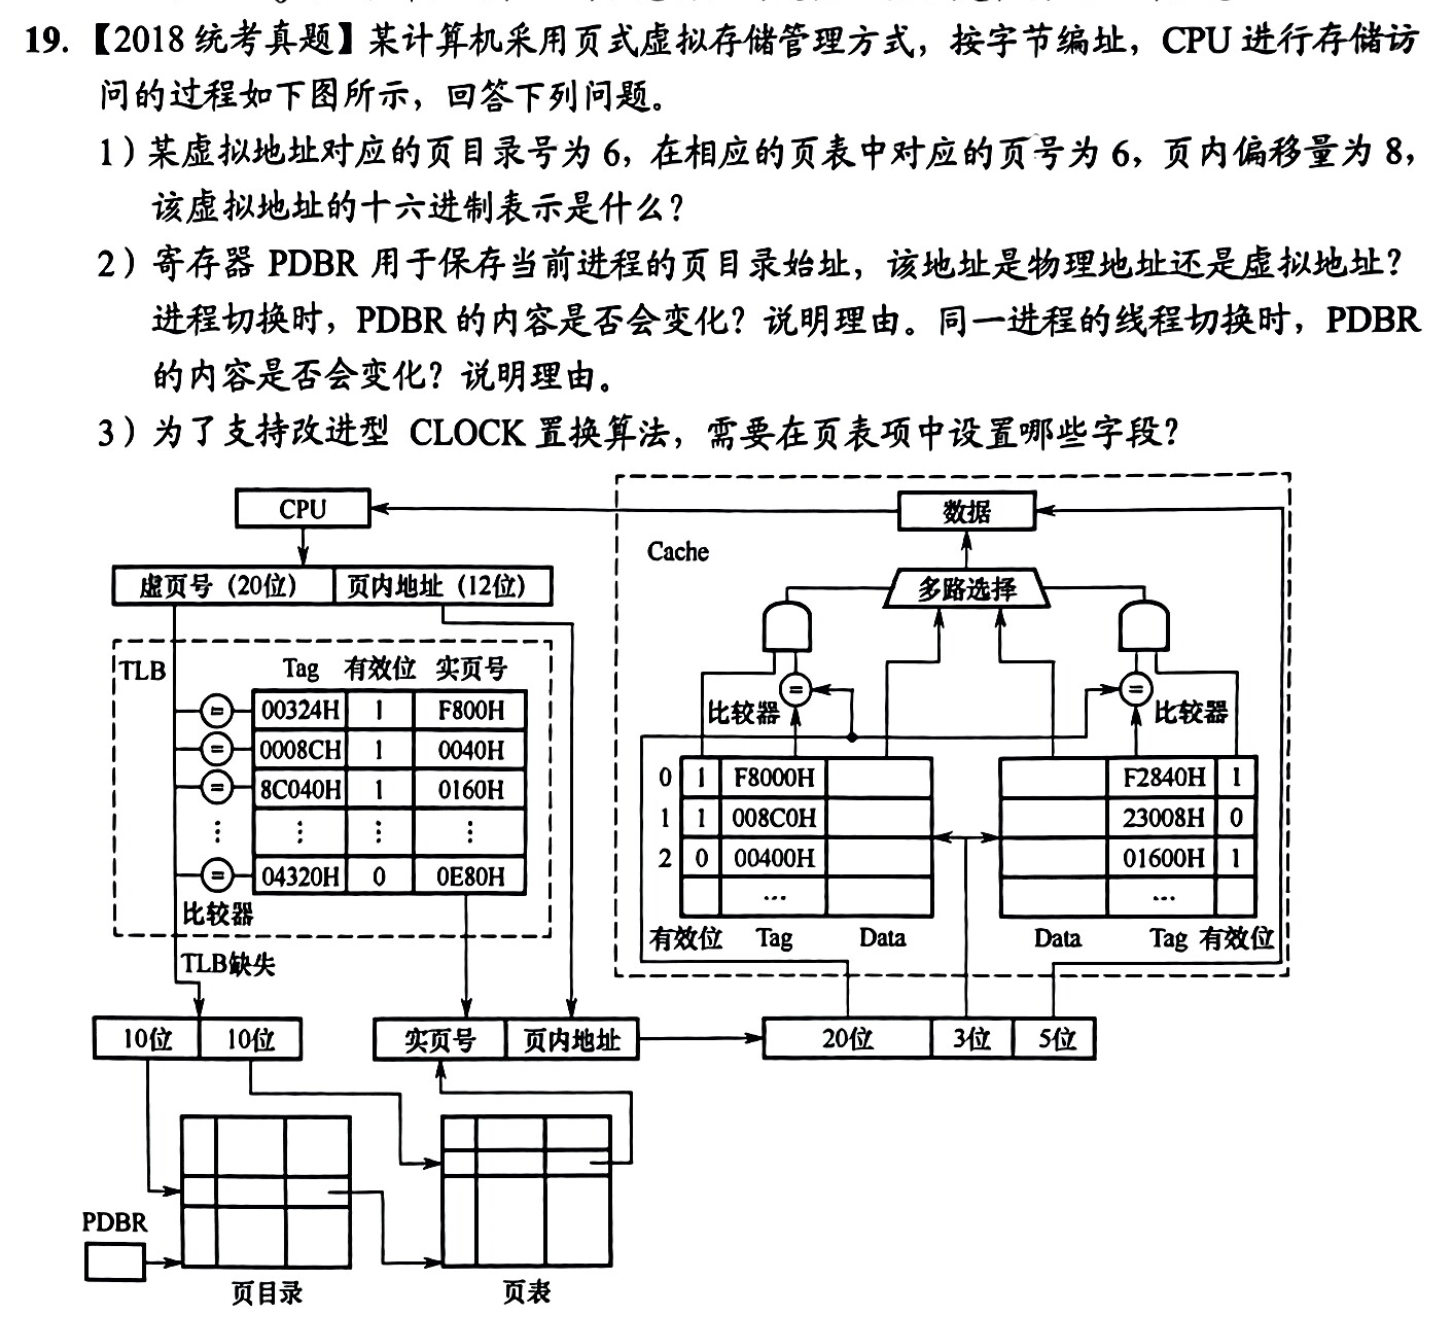 19.【2018 统考真题】某计算机采用页式虚拟存储管理方式，按字节编址，CPU 进行存储访
问的过程如下图所示，回答下列问题。
1）某虚拟地址对应的页目录号为 6，在相应的页表中对应的页号为 6，页内偏移量为 8，
该虚拟地址的十六进制表示是什么？
2）寄存器 PDBR 用于保存当前进程的页目录始址，该地址是物理地址还是虚拟地址？
进程切换时，PDBR 的内容是否会变化？说明理由。同一进程的线程切换时，PDBR
的内容是否会变化？说明理由。
3）为了支持改进型 CLOCK 置换算法，需要在页表项中设置哪些字段？
CPU
数据
Cache
虚页号（20位） 页内地址（12位）
多路选择
TLB Tag 有效位 实页号
= 00324H 1 F800H
= 0008CH 1 0040H
= 8C040H 1 0160H
⋮ ⋮ ⋮ ⋮
= 04320H 0 0E80H
比较器
TLB缺失
= =
比较器 比较器
0 1 F8000H F2840H 1
1 1 008C0H 23008H 0
2 0 00400H 01600H 1
… …
有效位 Tag Data Data Tag 有效位
10位 10位 实页号 页内地址 20位 3位 5位
PDBR
页目录 页表